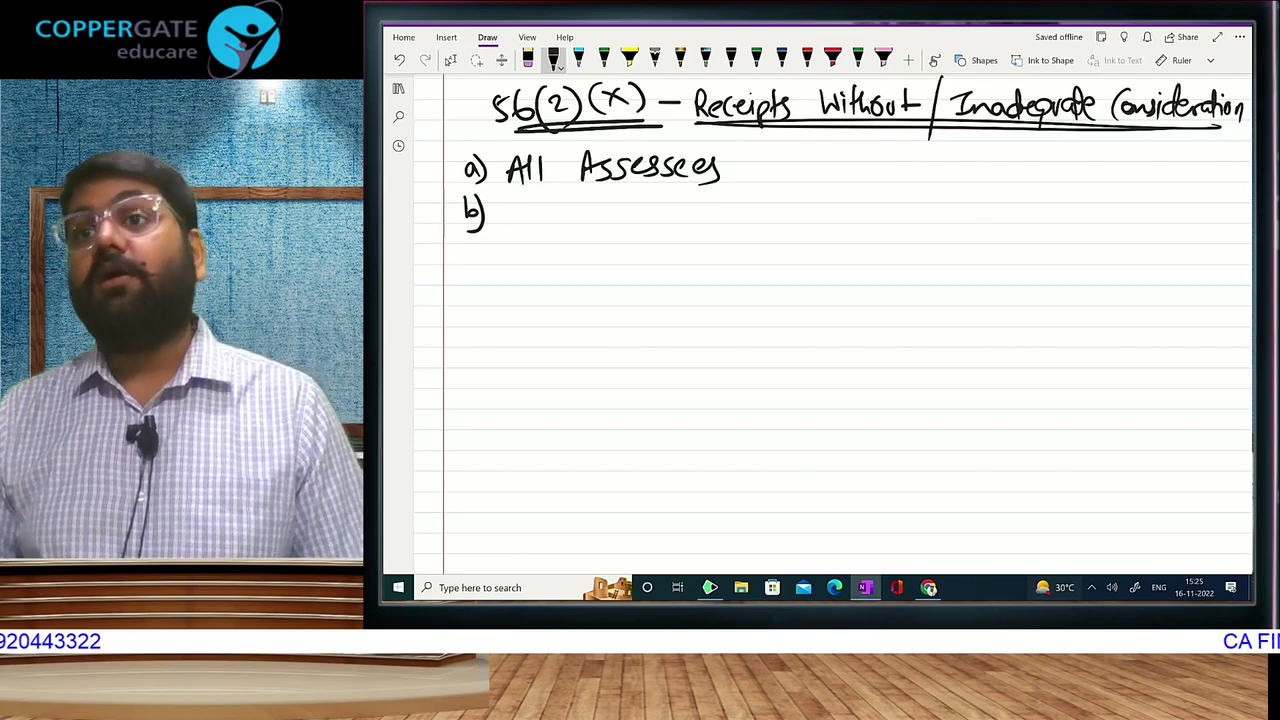 COPPERGATE
educare
Home Insert Draw View Help
Saved offline
Share
Shapes
Ink to Shape
Ink to Text
Ruler
56(2)(x) - Receipts Without / Inadequate Consideration
a) All Assessees
b)
Type here to search
30°C
ENG
15:25
16-11-2022
920443322
CA FI